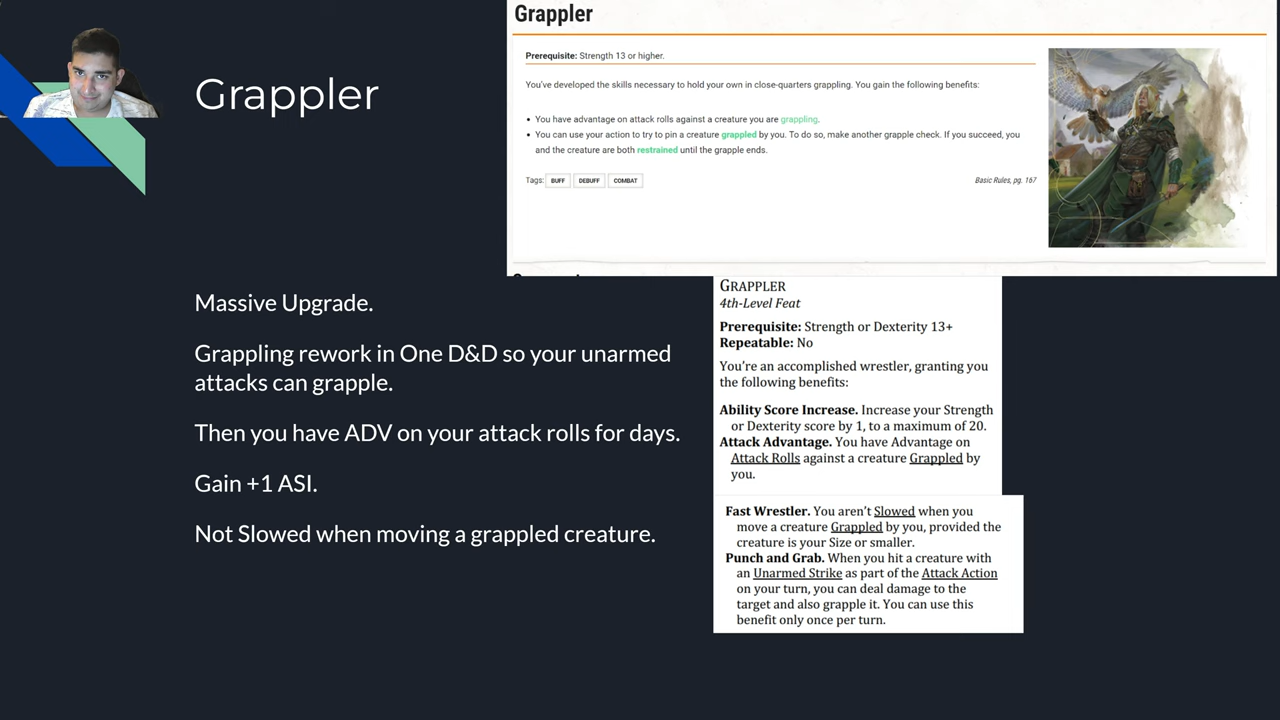 Grappler
Massive Upgrade.
Grappling rework in One D&D so your unarmed
attacks can grapple.
Then you have ADV on your attack rolls for days.
Gain +1 ASI.
Not Slowed when moving a grappled creature.
Grappler
Prerequisite: Strength 13 or higher.
You've developed the skills necessary to hold your own in close-quarters grappling. You gain the following benefits:
• You have advantage on attack rolls against a creature you are grappling.
• You can use your action to try to pin a creature grappled by you. To do so, make another grapple check. If you succeed, you
and the creature are both restrained until the grapple ends.
Tags: BUFF DEBUFF COMBAT
Basic Rules, pg. 167
GRAPPLER
4th-Level Feat
Prerequisite: Strength or Dexterity 13+
Repeatable: No
You're an accomplished wrestler, granting you
the following benefits:
Ability Score Increase. Increase your Strength
or Dexterity score by 1, to a maximum of 20.
Attack Advantage. You have Advantage on
Attack Rolls against a creature Grappled by
you.
Fast Wrestler. You aren't Slowed when you
move a creature Grappled by you, provided the
creature is your Size or smaller.
Punch and Grab. When you hit a creature with
an Unarmed Strike as part of the Attack Action
on your turn, you can deal damage to the
target and also grapple it. You can use this
benefit only once per turn.